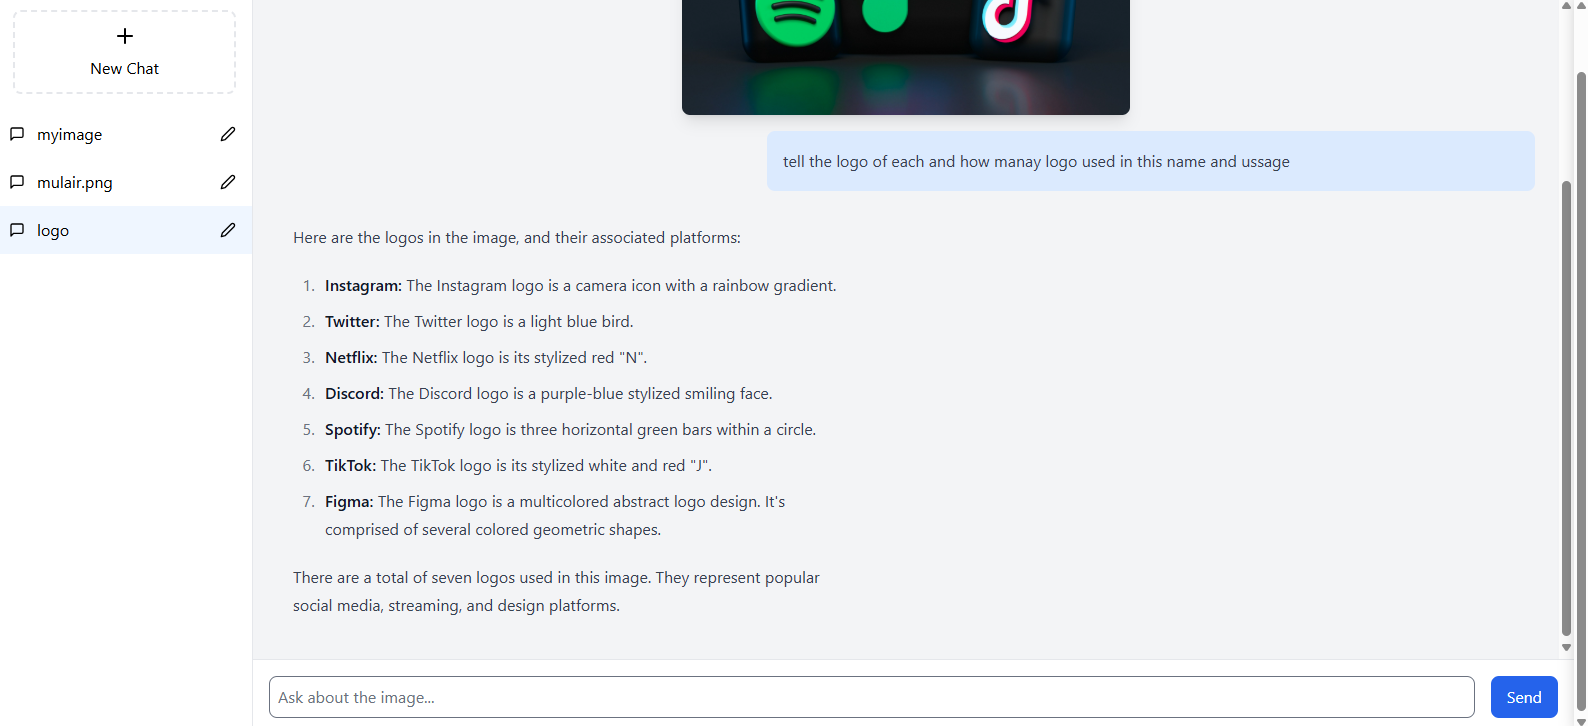 New Chat
myimage
mulair.png
logo
tell the logo of each and how manay logo used in this name and ussage
Here are the logos in the image, and their associated platforms:
1. Instagram: The Instagram logo is a camera icon with a rainbow gradient.
2. Twitter: The Twitter logo is a light blue bird.
3. Netflix: The Netflix logo is its stylized red "N".
4. Discord: The Discord logo is a purple-blue stylized smiling face.
5. Spotify: The Spotify logo is three horizontal green bars within a circle.
6. TikTok: The TikTok logo is its stylized white and red "J".
7. Figma: The Figma logo is a multicolored abstract logo design. It's
comprised of several colored geometric shapes.
There are a total of seven logos used in this image. They represent popular
social media, streaming, and design platforms.
Ask about the image...
Send